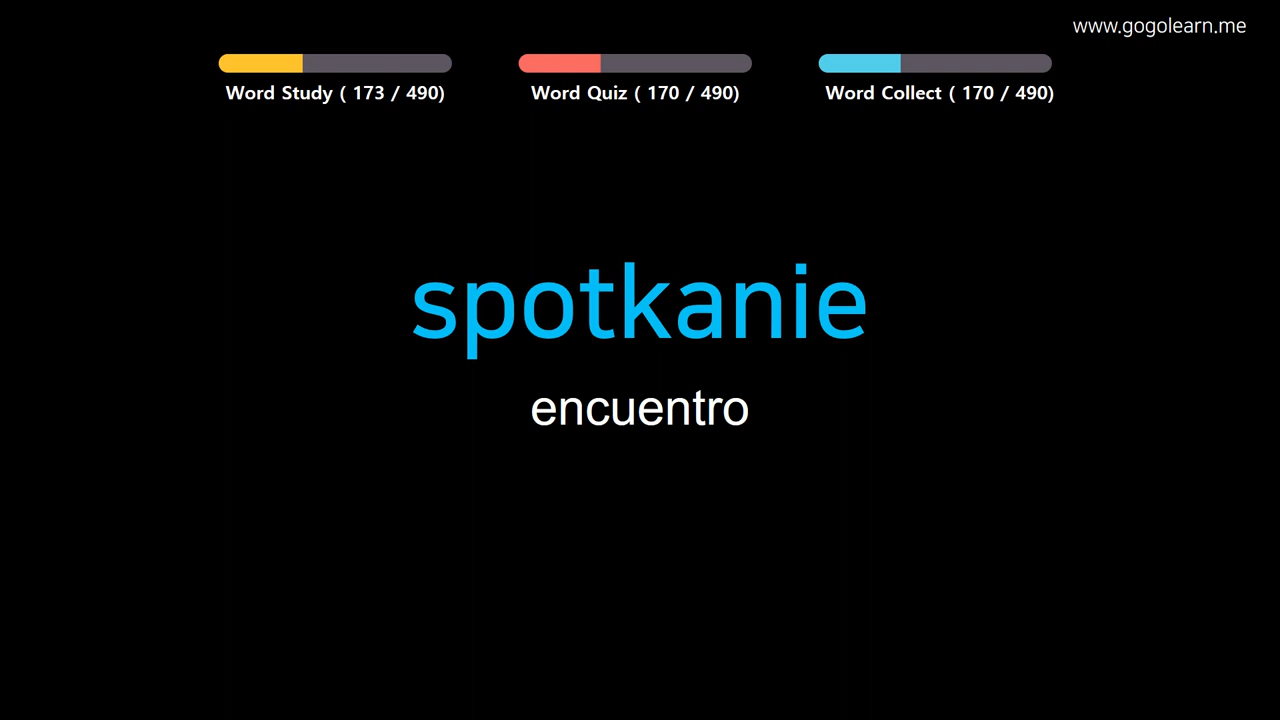 www.gogolearn.me
Word Study ( 173 / 490)
Word Quiz ( 170 / 490)
Word Collect ( 170 / 490)
spotkanie
encuentro